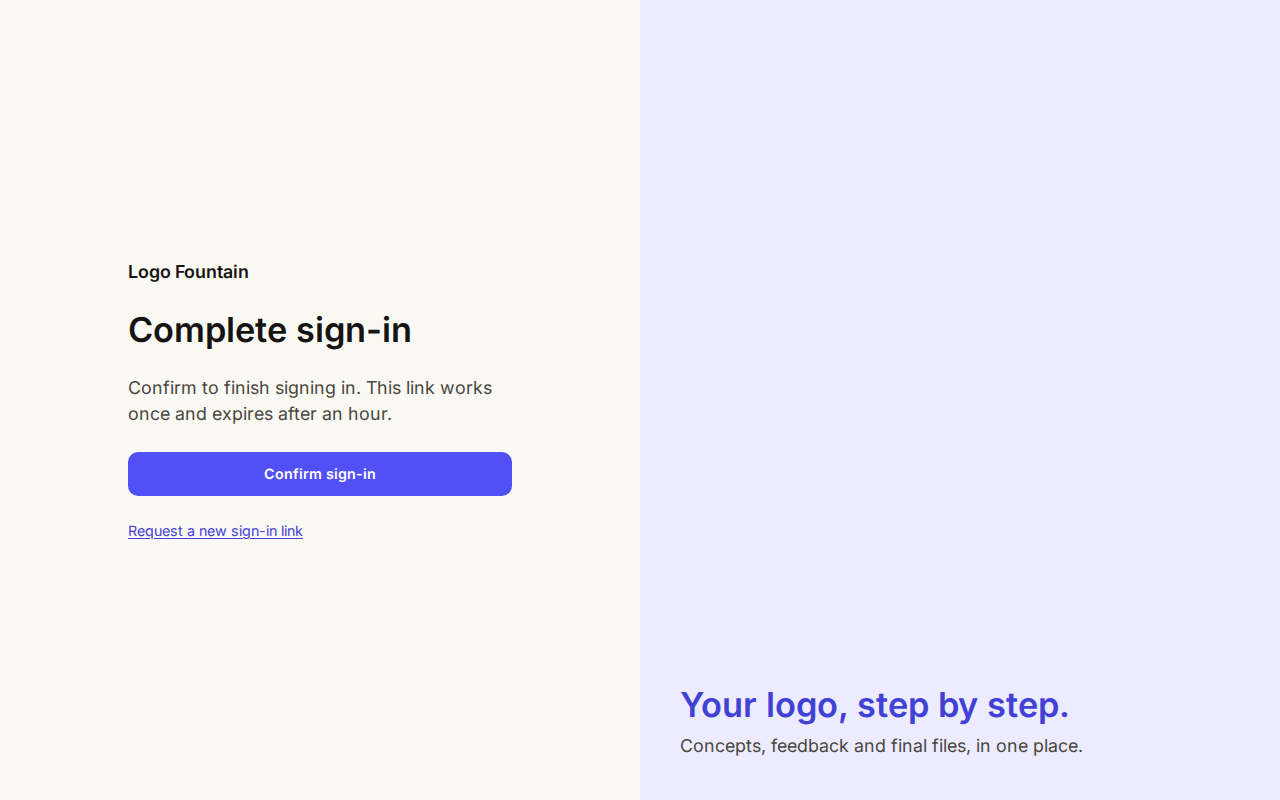 Logo Fountain
Complete sign-in
Confirm to finish signing in. This link works
once and expires after an hour.
Confirm sign-in
Request a new sign-in link
Your logo, step by step.
Concepts, feedback and final files, in one place.